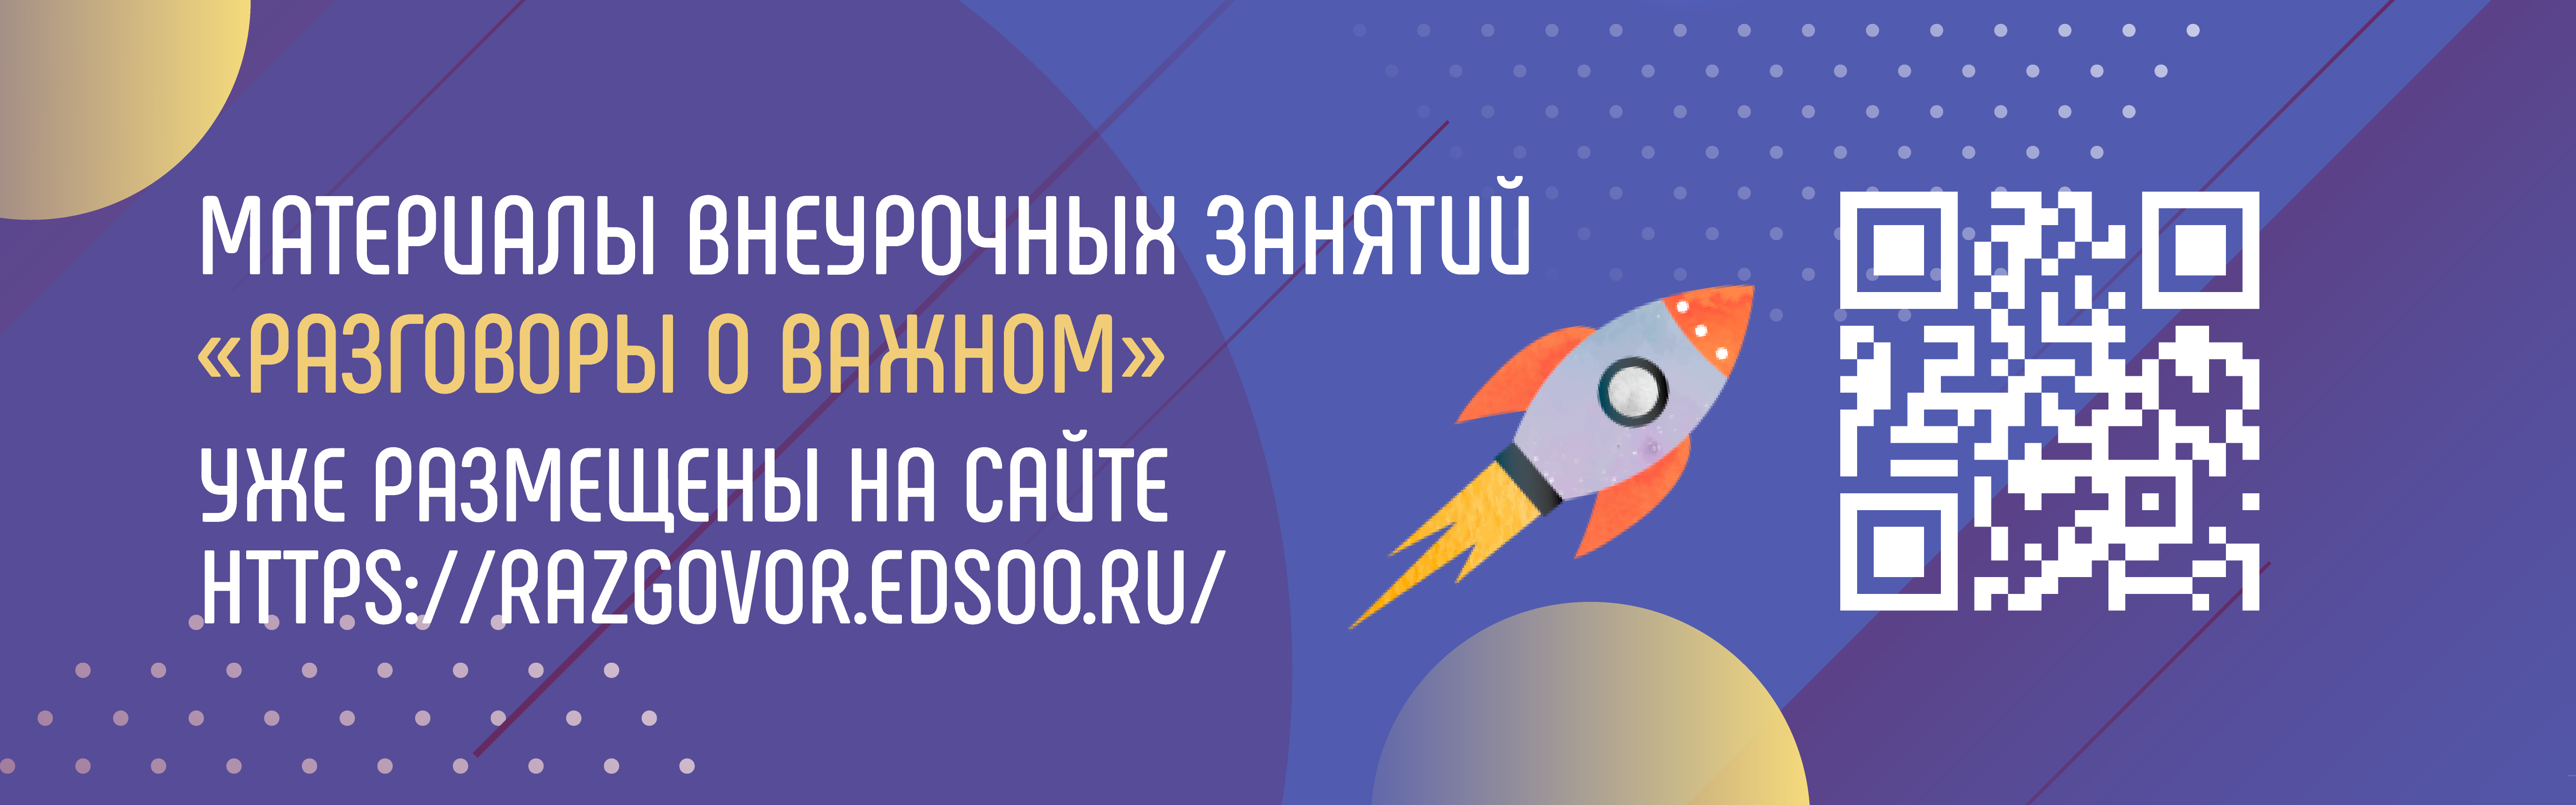 МАТЕРИАЛЫ ВНЕУРОЧНЫХ ЗАНЯТИЙ
«РАЗГОВОРЫ О ВАЖНОМ»
УЖЕ РАЗМЕЩЕНЫ НА САЙТЕ
HTTPS://RAZGOVOR.EDSOO.RU/